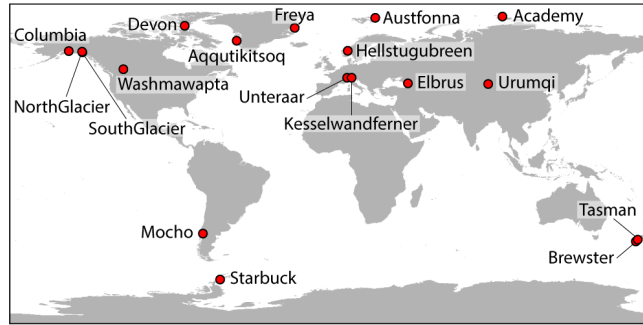 Freya
Devon
Austfonna
Academy
Columbia
Aqqutikitsoq
Hellstugubreen
Washmawapta
Elbrus
Urumqi
Unteraar
NorthGlacier
SouthGlacier
Kesselwandferner
Tasman
Mocho
Brewster
Starbuck